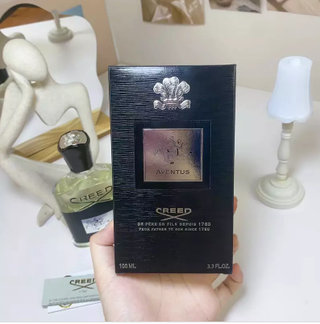 AVENTUS
CREED
DE PÈRE EN FILS DEPUIS 1760
FROM FATHER TO SON SINCE 1760
100 ML 3.3 FL.OZ.
CREED